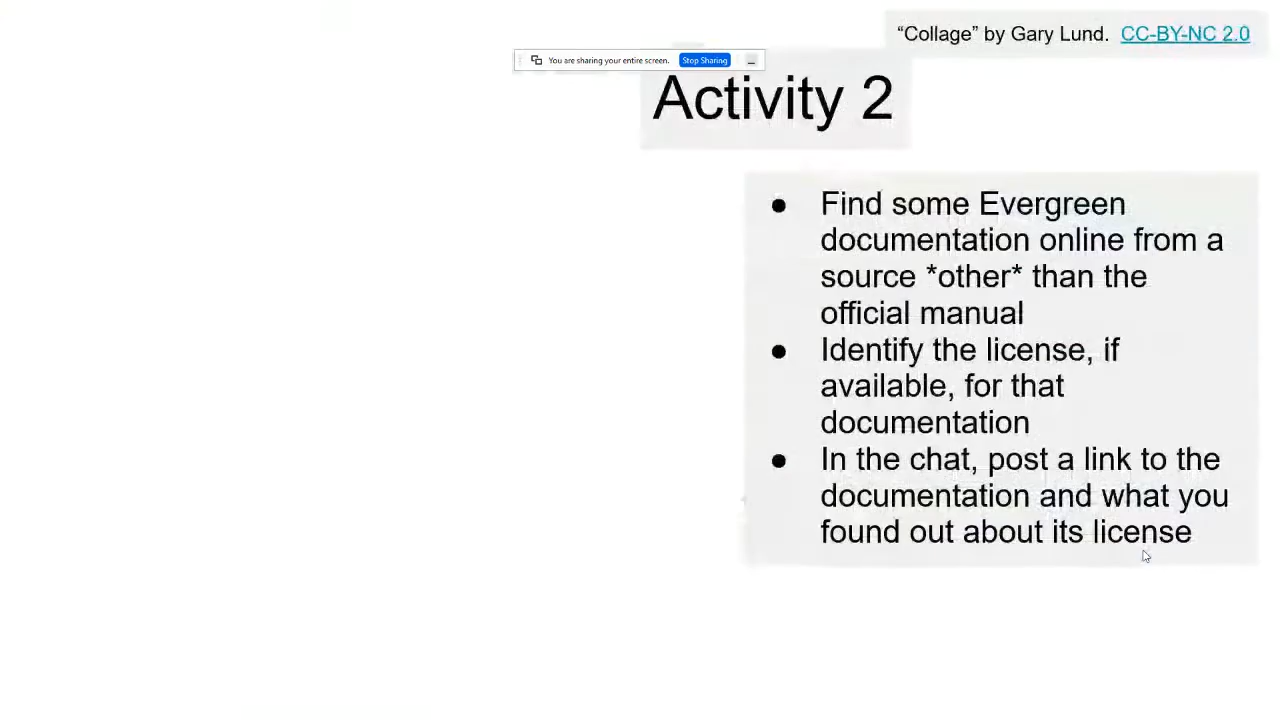 “Collage” by Gary Lund. CC-BY-NC 2.0
You are sharing your entire screen. Stop Sharing
Activity 2
● Find some Evergreen
documentation online from a
source *other* than the
official manual
● Identify the license, if
available, for that
documentation
● In the chat, post a link to the
documentation and what you
found out about its license